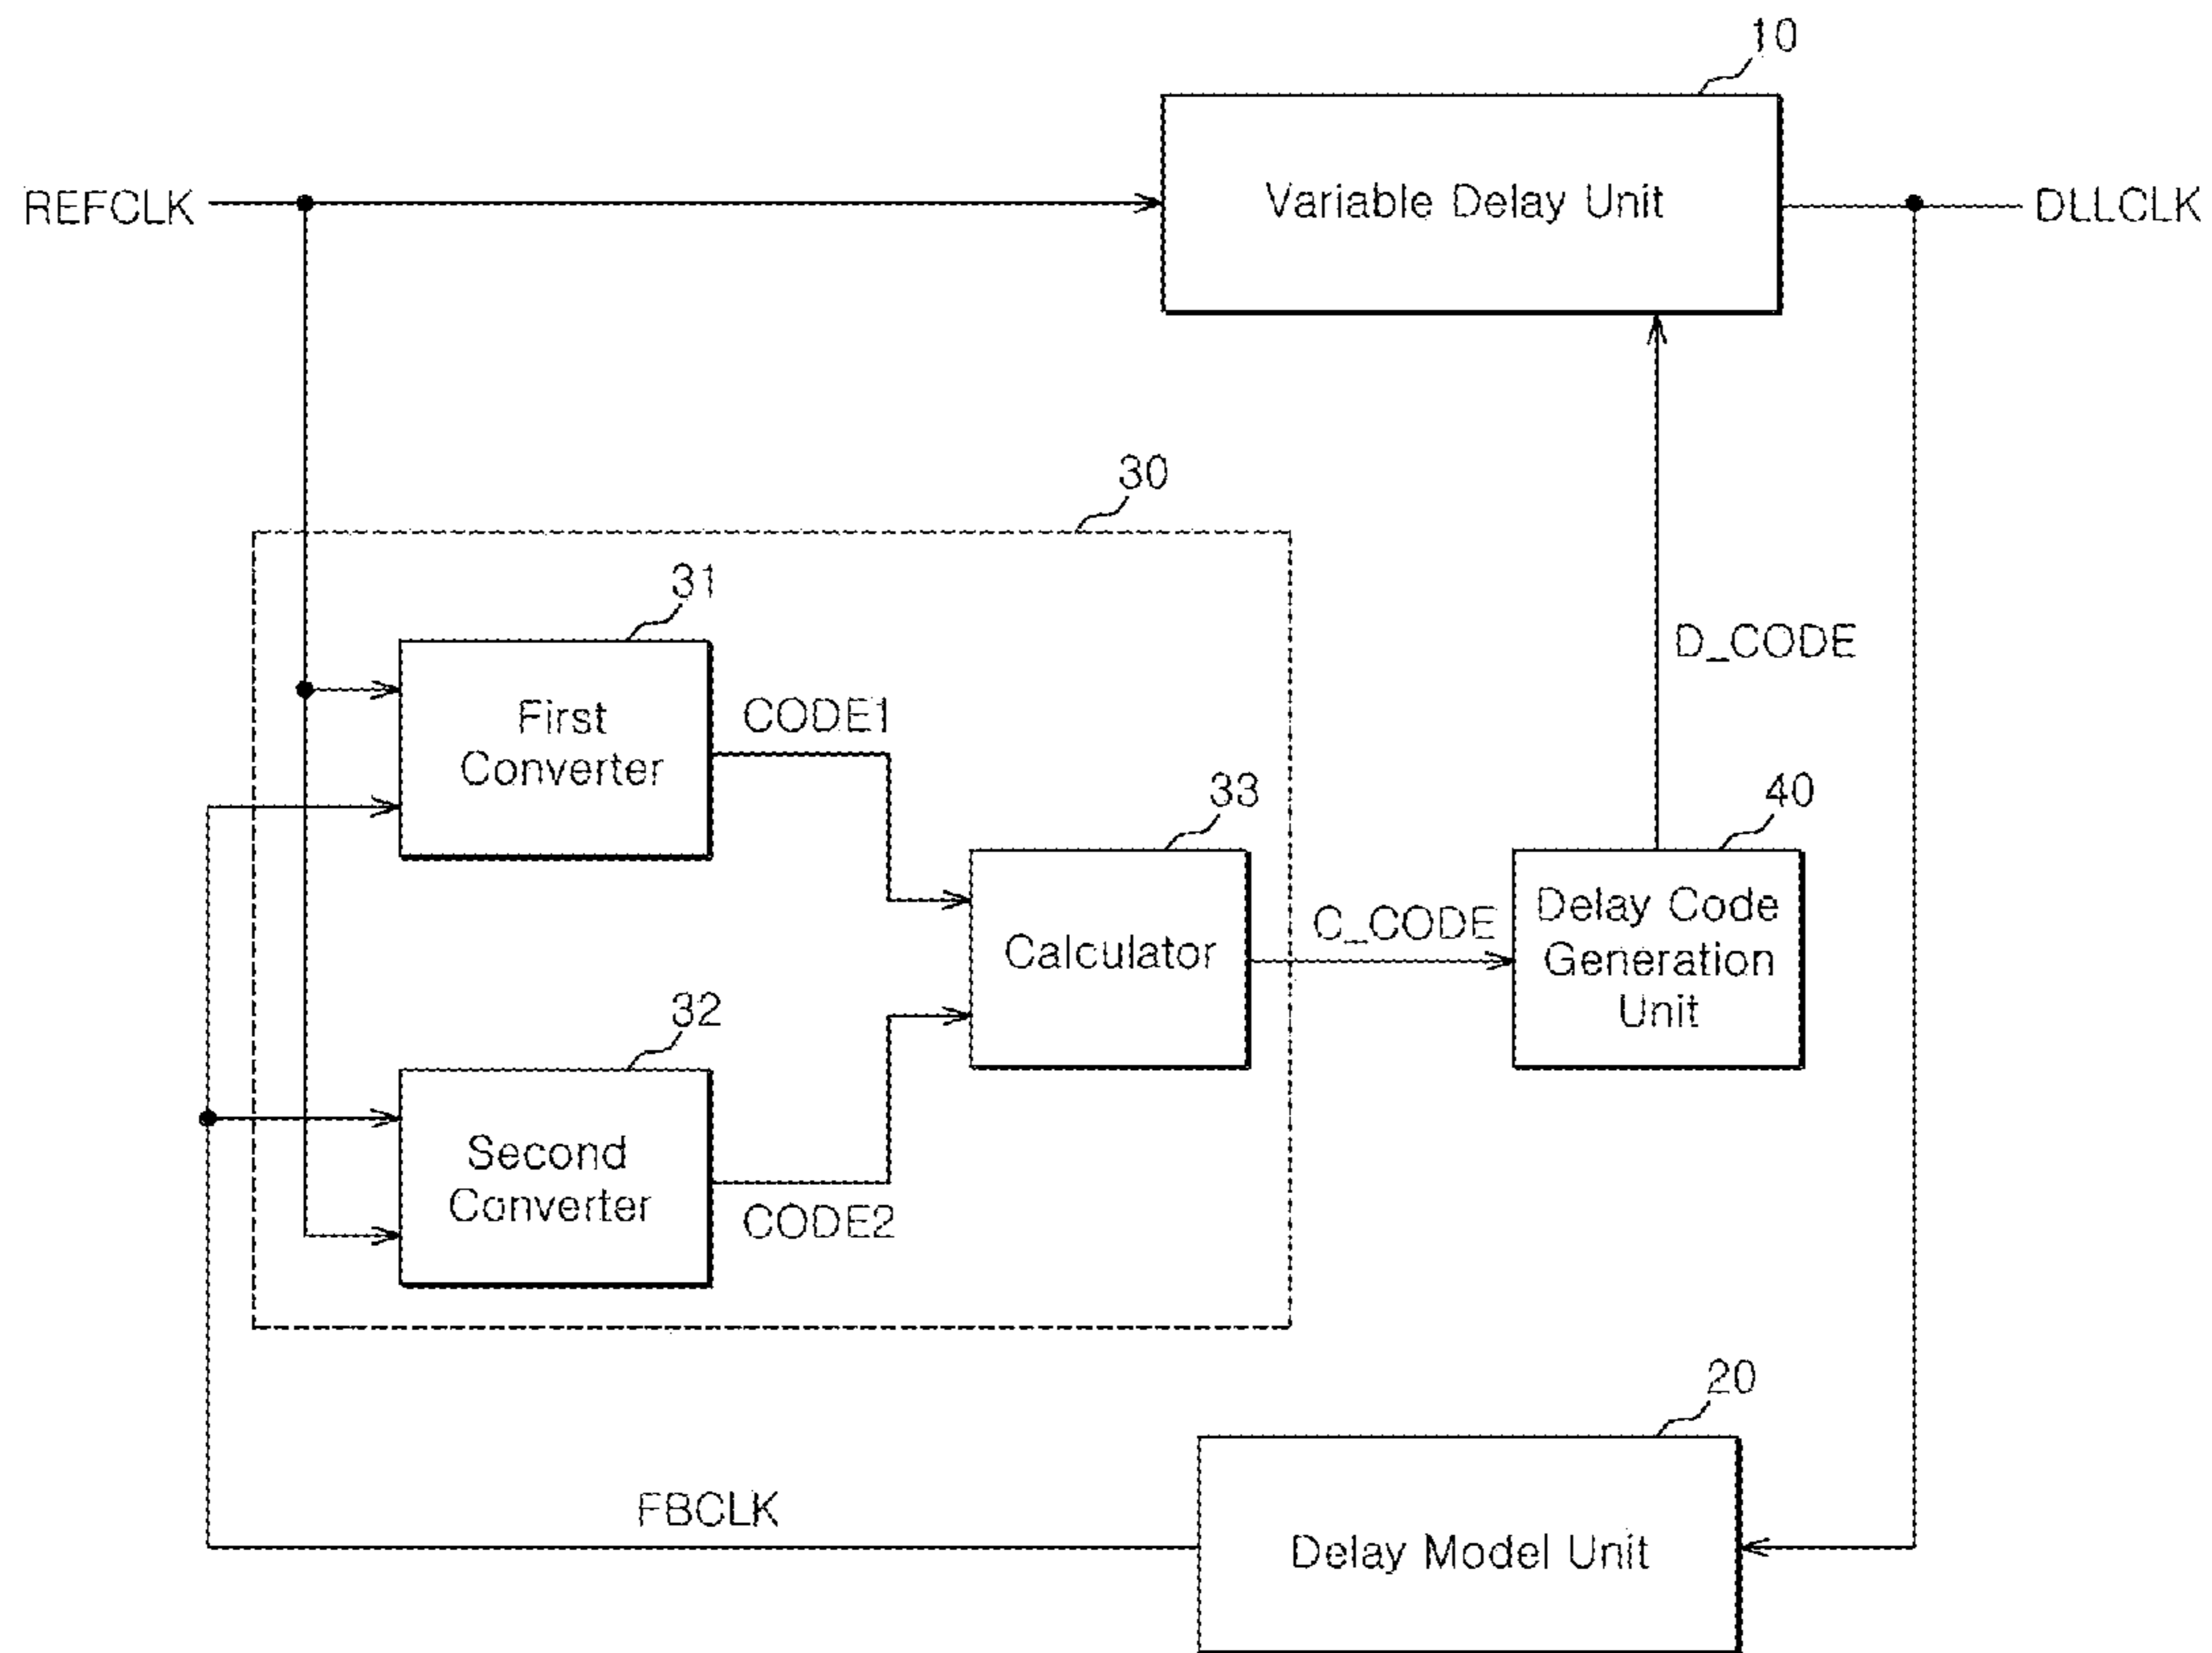 10
REFCLK
Variable Delay Unit
DLLCLK
30
31
D_CODE
First
Converter
CODE1
33
40
Calculator
C_CODE
Delay Code
Generation
Unit
32
Second
Converter
CODE2
20
FBCLK
Delay Model Unit